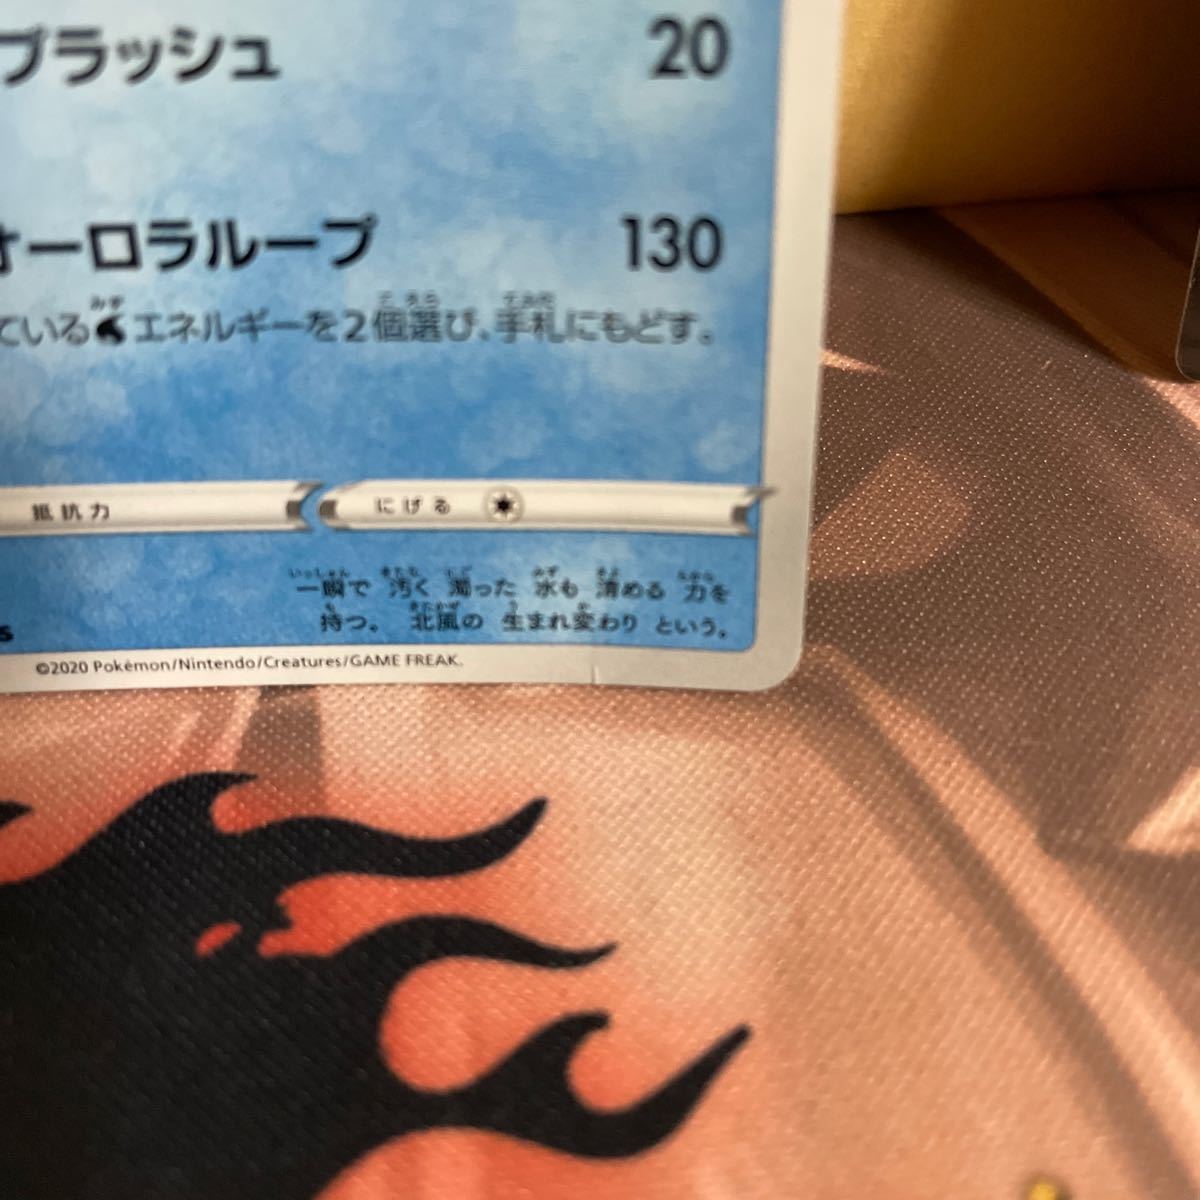 ブラッシュ 20
オーロラループ 130
ている エネルギーを2個選び、手札にもどす。
抵抗力 にげる
一瞬で 汚く 濁った 水も 清める 力を
持つ。 北風の 生まれ変わり という。
©2020 Pokémon/Nintendo/Creatures/GAME FREAK.